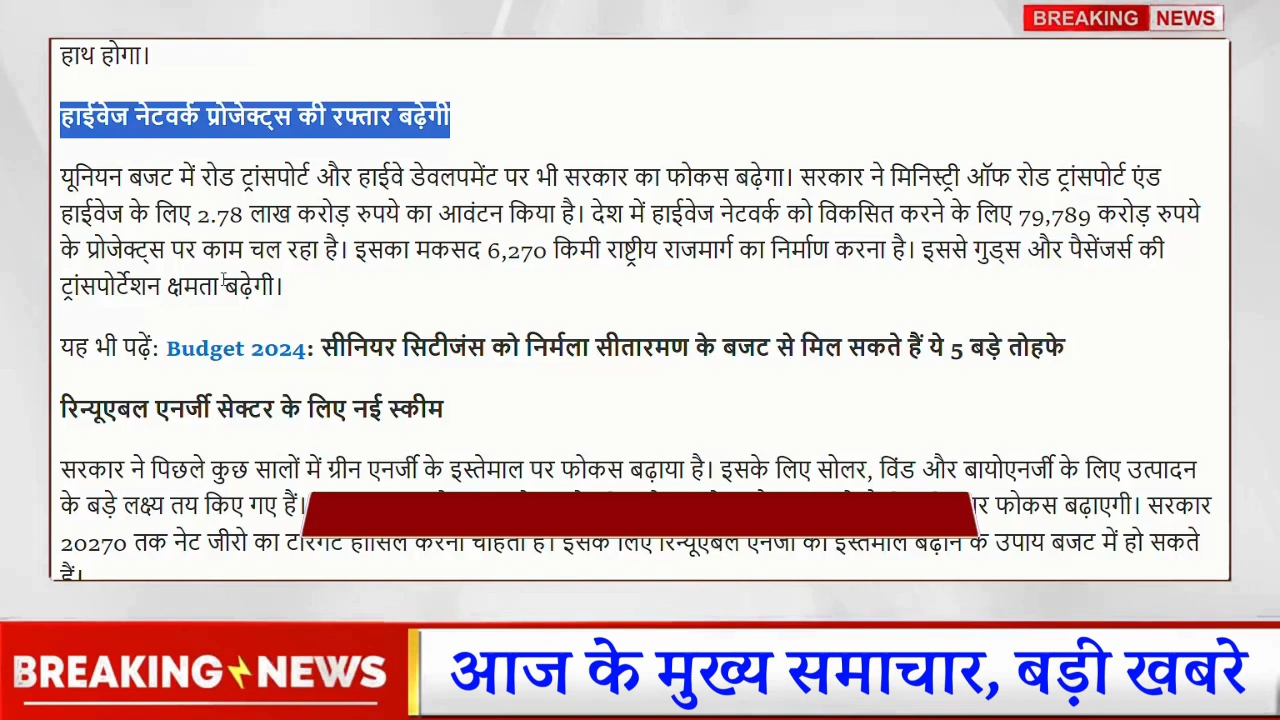 BREAKING NEWS
हाथ होगा।
हाईवेज नेटवर्क प्रोजेक्ट्स की रफ्तार बढ़ेगी
यूनियन बजट में रोड ट्रांसपोर्ट और हाईवे डेवलपमेंट पर भी सरकार का फोकस बढ़ेगा। सरकार ने मिनिस्ट्री ऑफ रोड ट्रांसपोर्ट एंड
हाईवेज के लिए 2.78 लाख करोड़ रुपये का आवंटन किया है। देश में हाईवेज नेटवर्क को विकसित करने के लिए 79,789 करोड़ रुपये
के प्रोजेक्ट्स पर काम चल रहा है। इसका मकसद 6,270 किमी राष्ट्रीय राजमार्ग का निर्माण करना है। इससे गुड्स और पैसेंजर्स की
ट्रांसपोर्टेशन क्षमता बढ़ेगी।
यह भी पढ़ें: Budget 2024: सीनियर सिटीजंस को निर्मला सीतारमण के बजट से मिल सकते हैं ये 5 बड़े तोहफे
रिन्यूएबल एनर्जी सेक्टर के लिए नई स्कीम
सरकार ने पिछले कुछ सालों में ग्रीन एनर्जी के इस्तेमाल पर फोकस बढ़ाया है। इसके लिए सोलर, विंड और बायोएनर्जी के लिए उत्पादन
के बड़े लक्ष्य तय किए गए हैं। फोकस बढ़ाएगी। सरकार
20270 तक नेट जीरो का टारगेट हासिल करना चाहती है। इसके लिए रिन्यूएबल एनर्जी का इस्तेमाल बढ़ाने के उपाय बजट में हो सकते
हैं।
BREAKING NEWS
आज के मुख्य समाचार, बड़ी खबरे